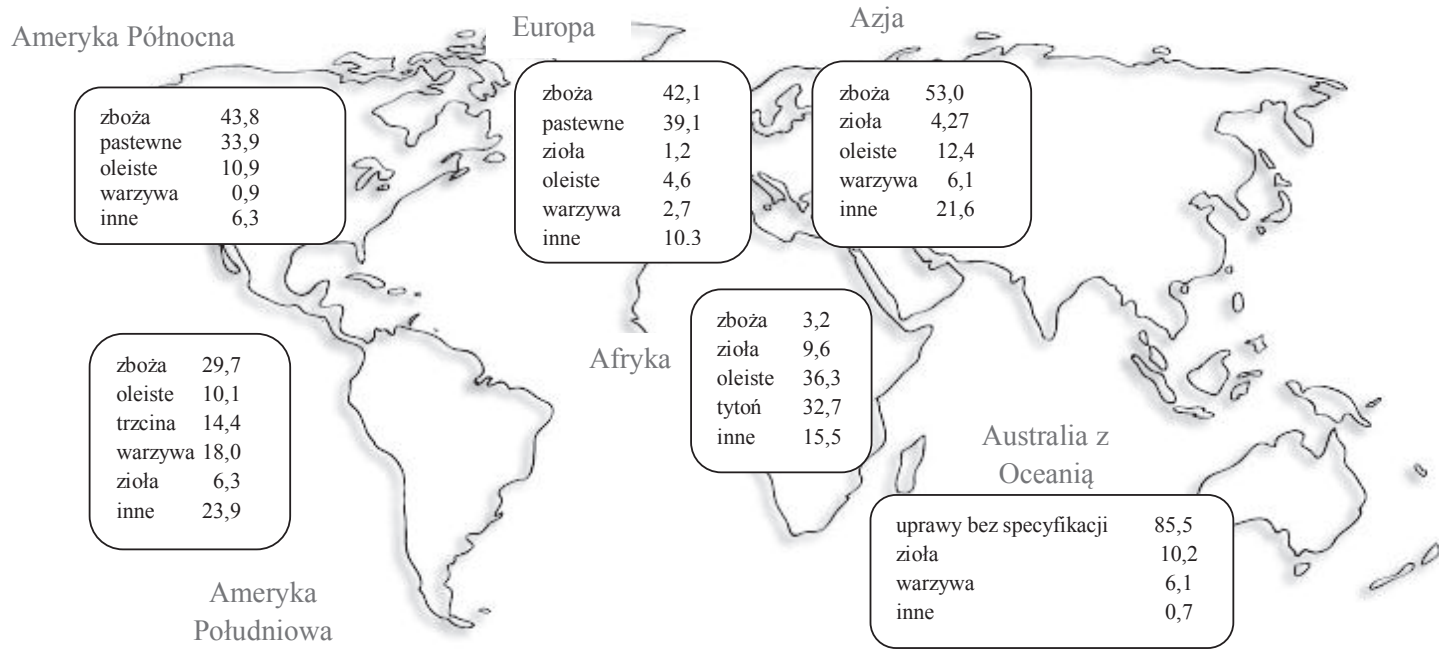 Ameryka Północna
zboża 43,8
pastewne 33,9
oleiste 10,9
warzywa 0,9
inne 6,3
Europa
zboża 42,1
pastewne 39,1
zioła 1,2
oleiste 4,6
warzywa 2,7
inne 10.3
Azja
zboża 53,0
zioła 4,27
oleiste 12,4
warzywa 6,1
inne 21,6
zboża 29,7
oleiste 10,1
trzcina 14,4
warzywa 18,0
zioła 6,3
inne 23,9
Ameryka
Południowa
Afryka
zboża 3,2
zioła 9,6
oleiste 36,3
tytoń 32,7
inne 15,5
Australia z
Oceanią
uprawy bez specyfikacji 85,5
zioła 10,2
warzywa 6,1
inne 0,7